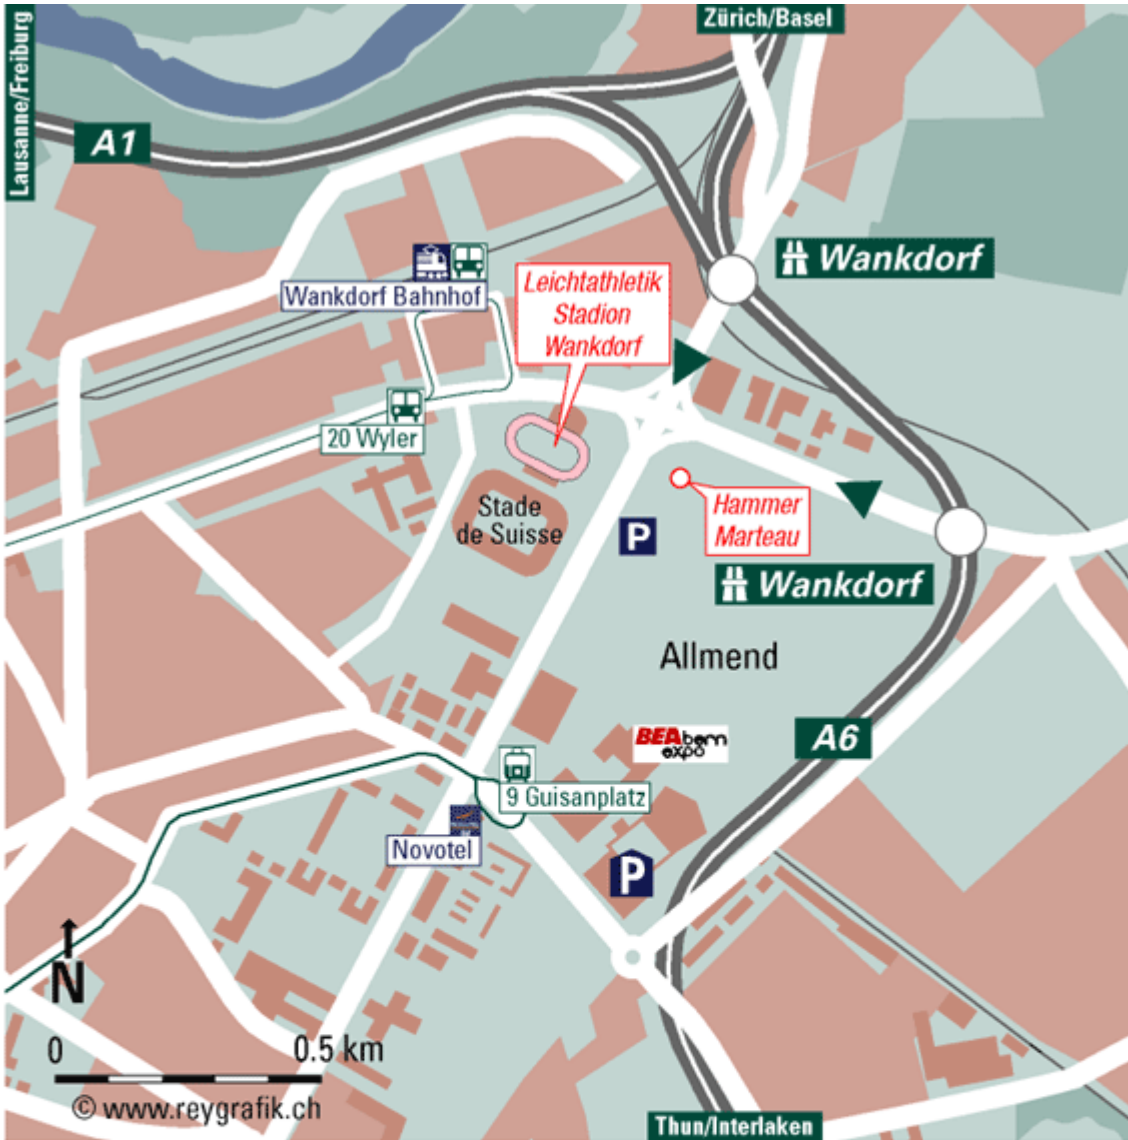 Zürich/Basel
Lausanne/Freiburg
A1
Wankdorf
Wankdorf Bahnhof
Leichtathletik
Stadion
Wankdorf
20 Wyler
Stade
de Suisse
P
Hammer
Marteau
Wankdorf
Allmend
A6
BEA bern
expo
9 Guisanplatz
Novotel
P
N
0 0.5 km
© www.reygrafik.ch
Thun/Interlaken